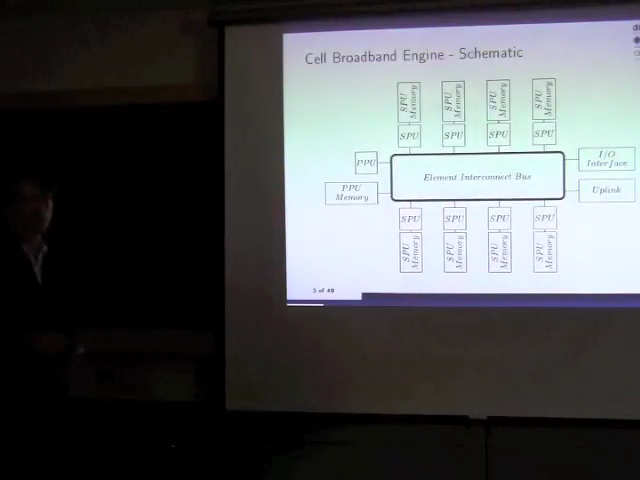 Cell Broadband Engine - Schematic
SPU Memory
SPU Memory
SPU Memory
SPU Memory
SPU
SPU
SPU
SPU
PPU
I/O
Interface
Element Interconnect Bus
PPU
Memory
Uplink
SPU
SPU
SPU
SPU
SPU Memory
SPU Memory
SPU Memory
SPU Memory
3 of 49